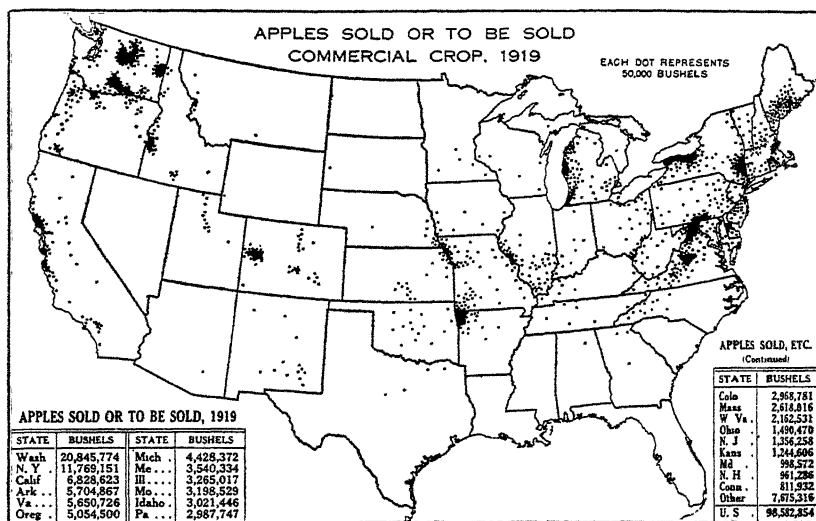 APPLES SOLD OR TO BE SOLD
COMMERCIAL CROP, 1919
EACH DOT REPRESENTS
50,000 BUSHELS
APPLES SOLD OR TO BE SOLD, 1919
STATE BUSHELS STATE BUSHELS
Wash 20,845,774 Mich . 4,428,372
N. Y . 11,769,151 Me . . . 3,540,334
Calif 6,828,623 Ill . . . . 3,265,017
Ark . . 5,704,867 Mo . . . 3,198,529
Va . . . 5,650,726 Idaho . 3,021,446
Oreg . 5,054,500 Pa . . . 2,987,747
APPLES SOLD, ETC.
(Continued)
STATE BUSHELS
Colo 2,968,781
Mass 2,618,816
W Va . 2,162,531
Ohio . 1,490,470
N. J 1,356,258
Kans . 1,244,606
Md . 998,572
N. H 961,286
Conn . 811,932
Other 7,675,316
U. S . 98,582,854